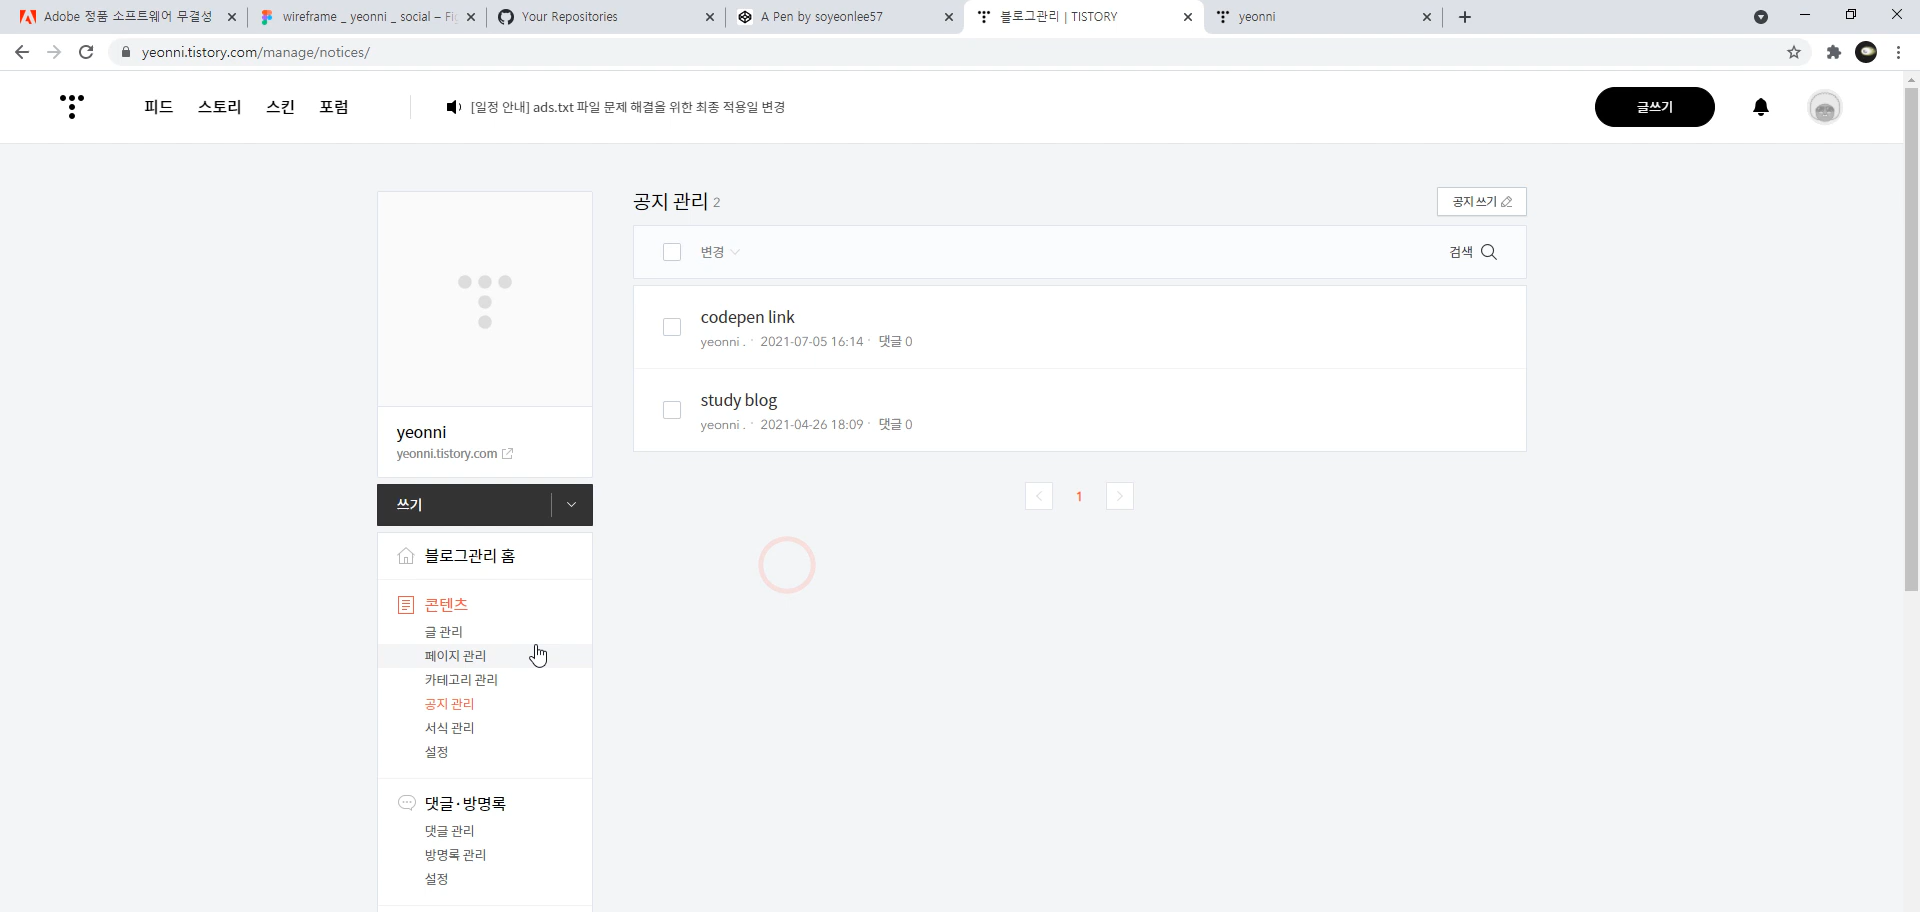 Adobe 정품 소프트웨어 무결성
wireframe _ yeonni _ social – Fi
Your Repositories
A Pen by soyeonlee57
블로그관리 | TISTORY
yeonni
yeonni.tistory.com/manage/notices/
피드 스토리 스킨 포럼
[일정 안내] ads.txt 파일 문제 해결을 위한 최종 적용일 변경
글쓰기
공지 관리 2
공지 쓰기
변경
검색
codepen link
yeonni . · 2021-07-05 16:14 · 댓글 0
study blog
yeonni . · 2021-04-26 18:09 · 댓글 0
1
yeonni
yeonni.tistory.com
쓰기
블로그관리 홈
콘텐츠
글 관리
페이지 관리
카테고리 관리
공지 관리
서식 관리
설정
댓글·방명록
댓글 관리
방명록 관리
설정